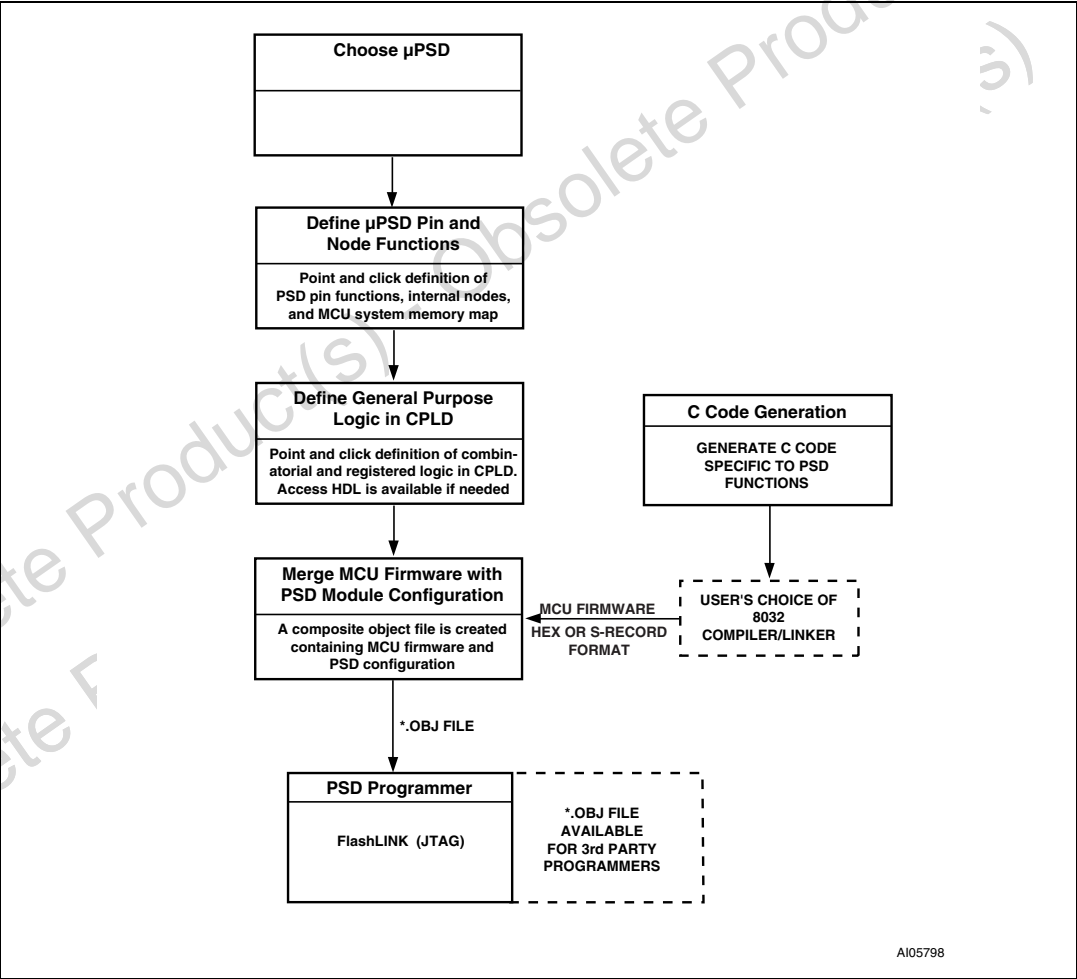 Choose µPSD
Define µPSD Pin and
Node Functions
Point and click definition of
PSD pin functions, internal nodes,
and MCU system memory map
Define General Purpose
Logic in CPLD
Point and click definition of combin-
atorial and registered logic in CPLD.
Access HDL is available if needed
C Code Generation
GENERATE C CODE
SPECIFIC TO PSD
FUNCTIONS
Merge MCU Firmware with
PSD Module Configuration
A composite object file is created
containing MCU firmware and
PSD configuration
MCU FIRMWARE
HEX OR S-RECORD
FORMAT
USER'S CHOICE OF
8032
COMPILER/LINKER
*.OBJ FILE
PSD Programmer
FlashLINK (JTAG)
*.OBJ FILE
AVAILABLE
FOR 3rd PARTY
PROGRAMMERS
AI05798
ete Product(s) - Obsolete Produ
s)
ete P